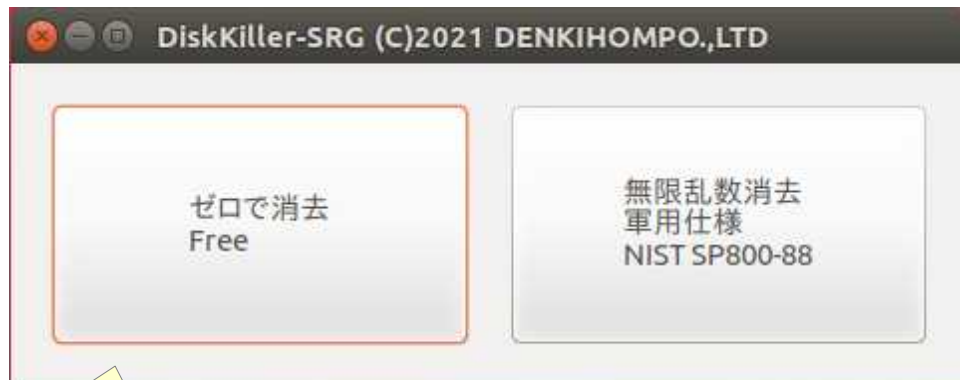 DiskKiller-SRG (C)2021 DENKIHOMPO.,LTD
ゼロで消去
Free
無限乱数消去
軍用仕様
NIST SP800-88